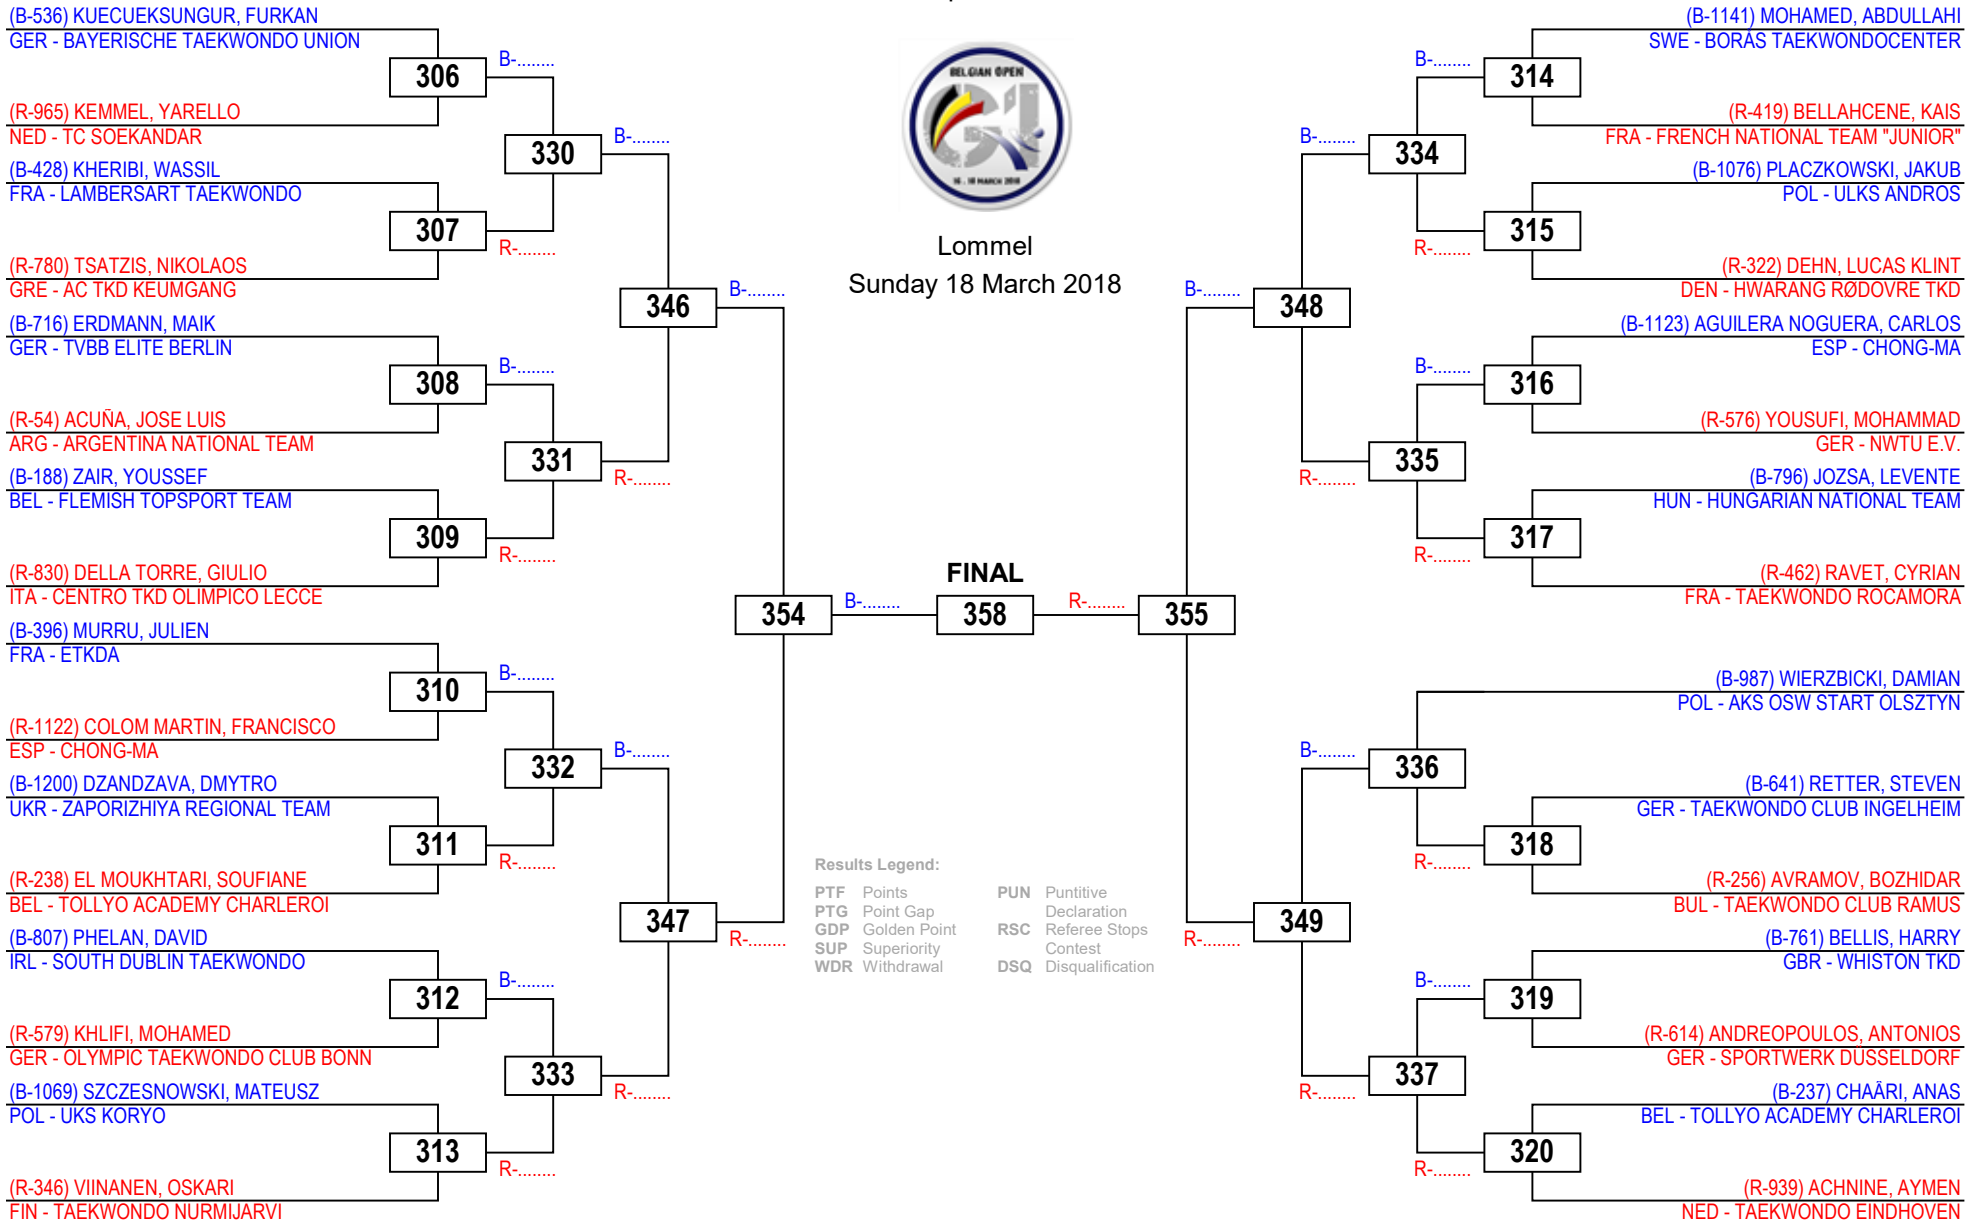 (B-536) KUECUEKSUNGUR, FURKAN
GER - BAYERISCHE TAEKWONDO UNION
306
B-........
(R-965) KEMMEL, YARELLO
NED - TC SOEKANDAR
330
B-........
(B-428) KHERIBI, WASSIL
FRA - LAMBERSART TAEKWONDO
307
R-........
(R-780) TSATZIS, NIKOLAOS
GRE - AC TKD KEUMGANG
346
B-........
(B-716) ERDMANN, MAIK
GER - TVBB ELITE BERLIN
308
B-........
(R-54) ACUÑA, JOSE LUIS
ARG - ARGENTINA NATIONAL TEAM
331
R-........
(B-188) ZAIR, YOUSSEF
BEL - FLEMISH TOPSPORT TEAM
309
R-........
(R-830) DELLA TORRE, GIULIO
ITA - CENTRO TKD OLIMPICO LECCE
354
B-........
(B-396) MURRU, JULIEN
FRA - ETKDA
310
B-........
(R-1122) COLOM MARTIN, FRANCISCO
ESP - CHONG-MA
332
B-........
(B-1200) DZANDZAVA, DMYTRO
UKR - ZAPORIZHIYA REGIONAL TEAM
311
R-........
(R-238) EL MOUKHTARI, SOUFIANE
BEL - TOLLYO ACADEMY CHARLEROI
347
R-........
(B-807) PHELAN, DAVID
IRL - SOUTH DUBLIN TAEKWONDO
312
B-........
(R-579) KHLIFI, MOHAMED
GER - OLYMPIC TAEKWONDO CLUB BONN
333
R-........
(B-1069) SZCZESNOWSKI, MATEUSZ
POL - UKS KORYO
313
R-........
(R-346) VIINANEN, OSKARI
FIN - TAEKWONDO NURMIJARVI
BELGIAN OPEN
G1
16 - 18 MARCH 2018
Lommel
Sunday 18 March 2018
FINAL
358
R-........
355
Results Legend:
PTF Points
PTG Point Gap
GDP Golden Point
SUP Superiority
WDR Withdrawal
PUN Puntitive
Declaration
RSC Referee Stops
Contest
DSQ Disqualification
(B-1141) MOHAMED, ABDULLAHI
SWE - BORÅS TAEKWONDOCENTER
B-........
314
(R-419) BELLAHCENE, KAIS
FRA - FRENCH NATIONAL TEAM "JUNIOR"
B-........
334
(B-1076) PLACZKOWSKI, JAKUB
POL - ULKS ANDROS
R-........
315
(R-322) DEHN, LUCAS KLINT
DEN - HWARANG RØDOVRE TKD
B-........
348
(B-1123) AGUILERA NOGUERA, CARLOS
ESP - CHONG-MA
B-........
316
(R-576) YOUSUFI, MOHAMMAD
GER - NWTU E.V.
R-........
335
(B-796) JOZSA, LEVENTE
HUN - HUNGARIAN NATIONAL TEAM
R-........
317
(R-462) RAVET, CYRIAN
FRA - TAEKWONDO ROCAMORA
(B-987) WIERZBICKI, DAMIAN
POL - AKS OSW START OLSZTYN
B-........
336
(B-641) RETTER, STEVEN
GER - TAEKWONDO CLUB INGELHEIM
R-........
318
(R-256) AVRAMOV, BOZHIDAR
BUL - TAEKWONDO CLUB RAMUS
R-........
349
(B-761) BELLIS, HARRY
GBR - WHISTON TKD
B-........
319
(R-614) ANDREOPOULOS, ANTONIOS
GER - SPORTWERK DÜSSELDORF
R-........
337
(B-237) CHAÄRI, ANAS
BEL - TOLLYO ACADEMY CHARLEROI
R-........
320
(R-939) ACHNINE, AYMEN
NED - TAEKWONDO EINDHOVEN